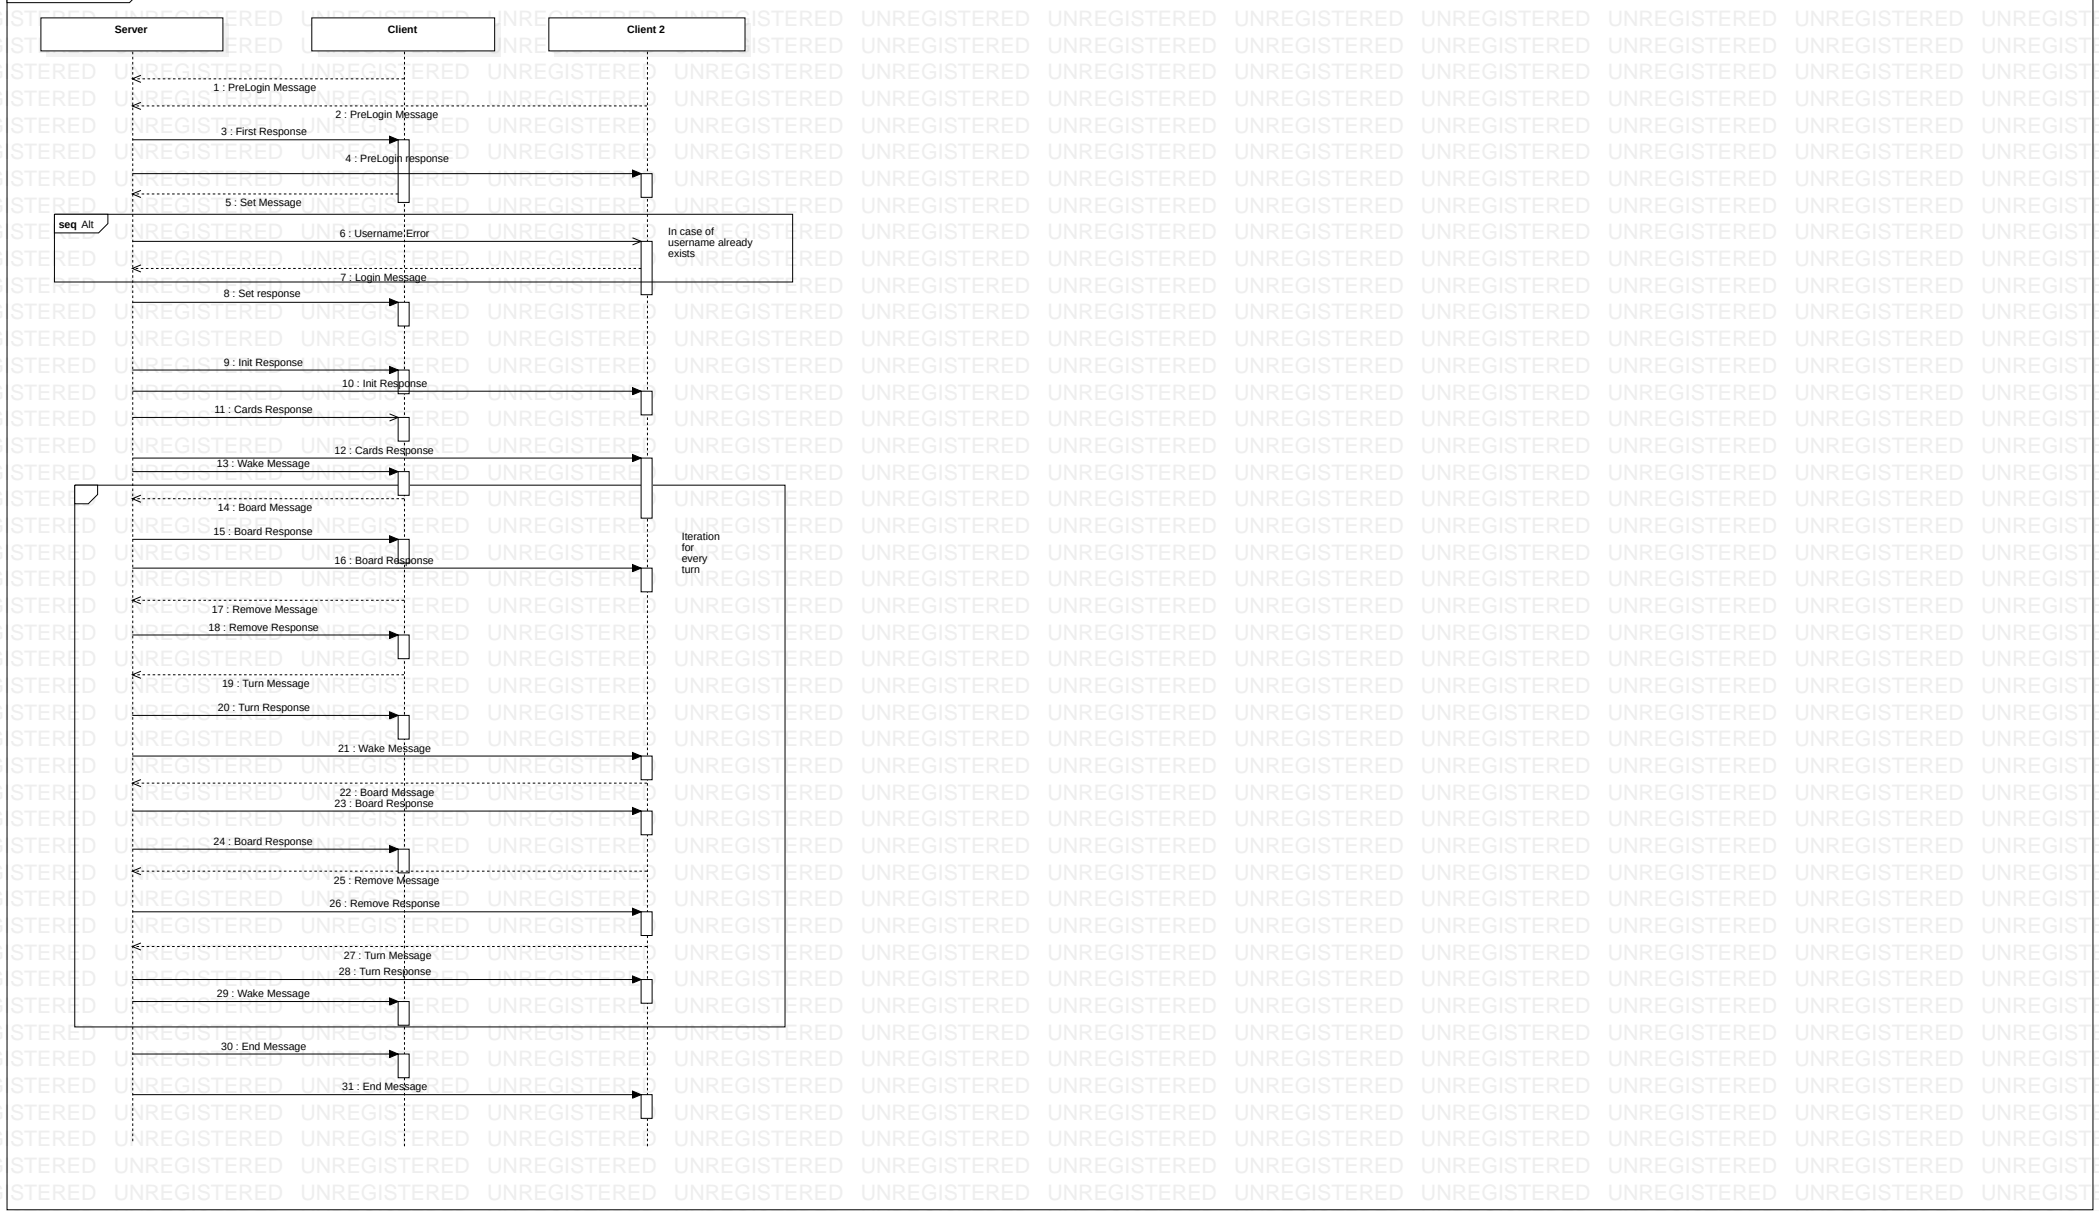 Server
Client
Client 2
1 : PreLogin Message
2 : PreLogin Message
3 : First Response
4 : PreLogin response
5 : Set Message
seq Alt
6 : Username Error
In case of
username already
exists
7 : Login Message
8 : Set response
9 : Init Response
10 : Init Response
11 : Cards Response
12 : Cards Response
13 : Wake Message
14 : Board Message
15 : Board Response
Iteration
for
every
turn
16 : Board Response
17 : Remove Message
18 : Remove Response
19 : Turn Message
20 : Turn Response
21 : Wake Message
22 : Board Message
23 : Board Response
24 : Board Response
25 : Remove Message
26 : Remove Response
27 : Turn Message
28 : Turn Response
29 : Wake Message
30 : End Message
31 : End Message
UNREGISTERED